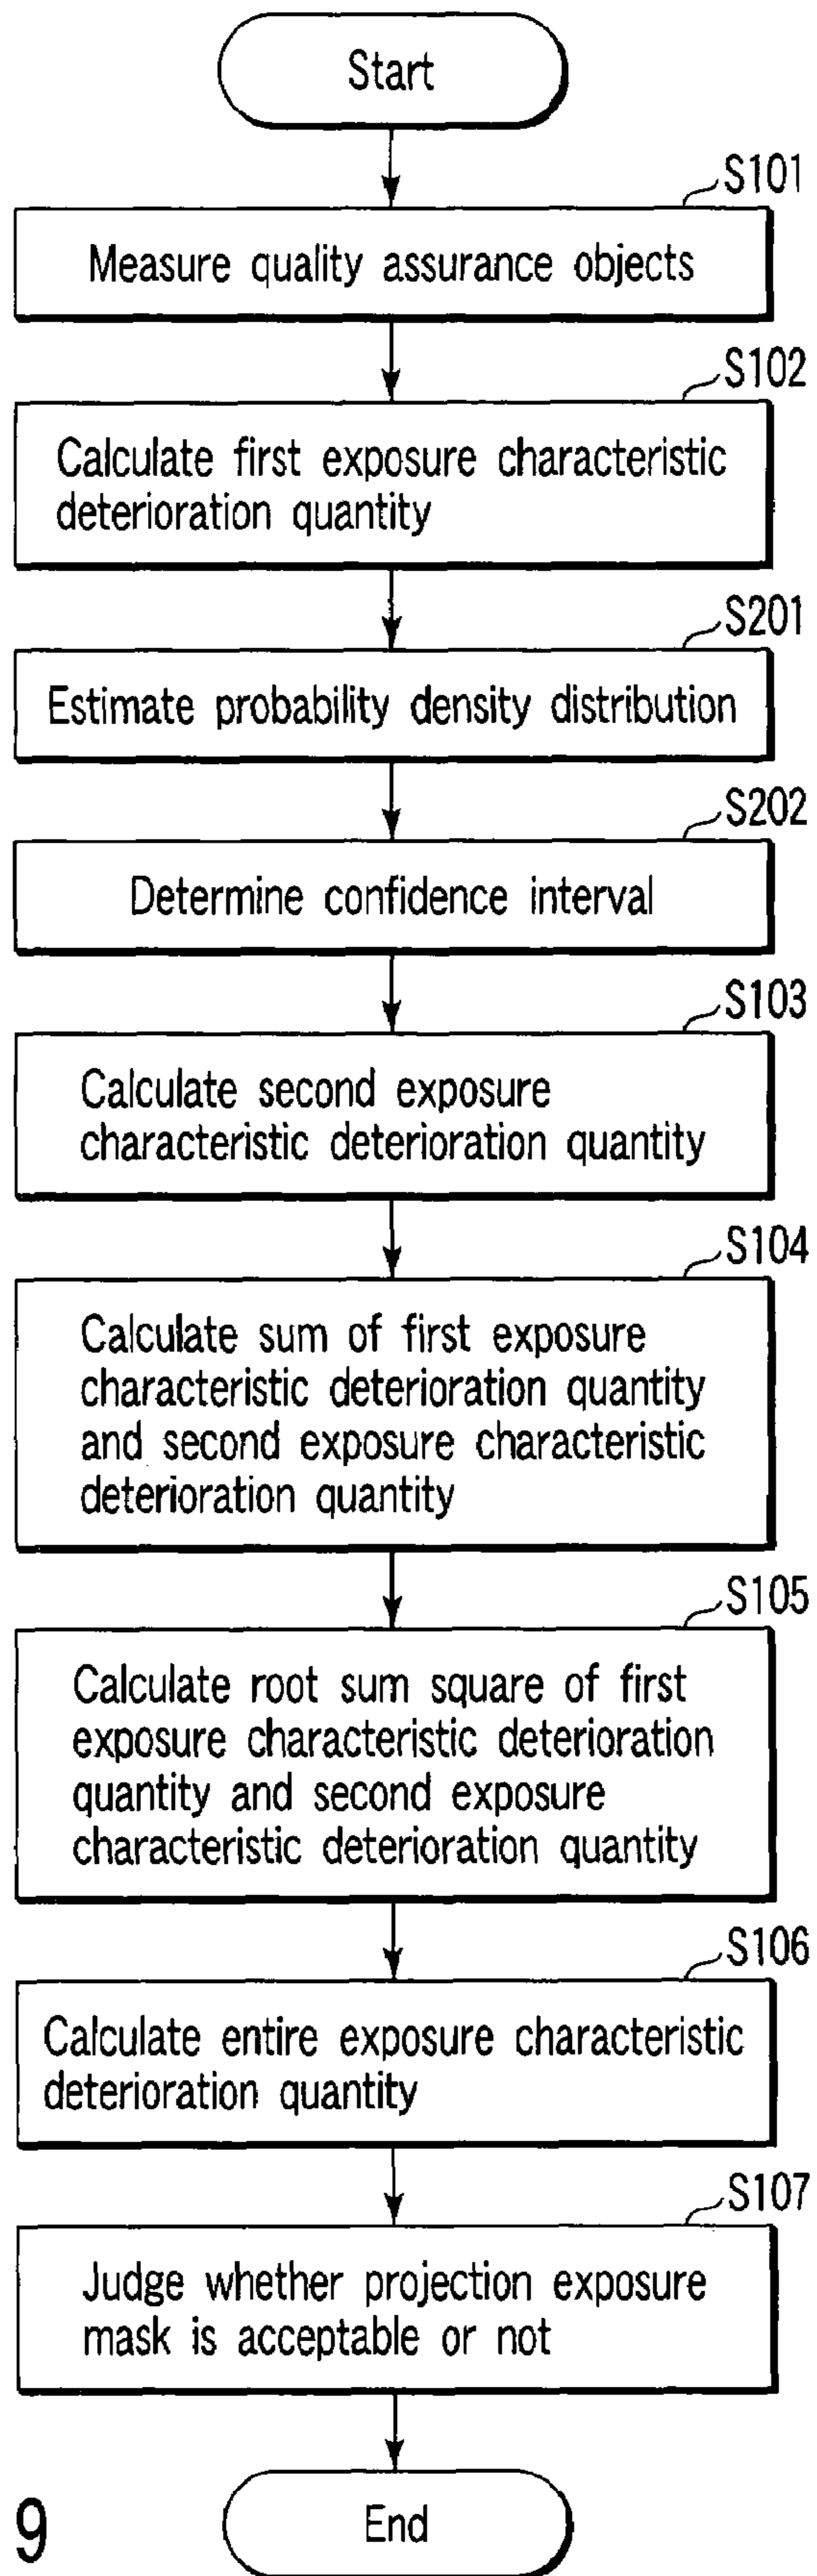 Start
S101
Measure quality assurance objects
S102
Calculate first exposure characteristic
deterioration quantity
S201
Estimate probability density distribution
S202
Determine confidence interval
S103
Calculate second exposure
characteristic deterioration quantity
S104
Calculate sum of first exposure
characteristic deterioration quantity
and second exposure characteristic
deterioration quantity
S105
Calculate root sum square of first
exposure characteristic deterioration
quantity and second exposure
characteristic deterioration quantity
S106
Calculate entire exposure characteristic
deterioration quantity
S107
Judge whether projection exposure
mask is acceptable or not
End
9